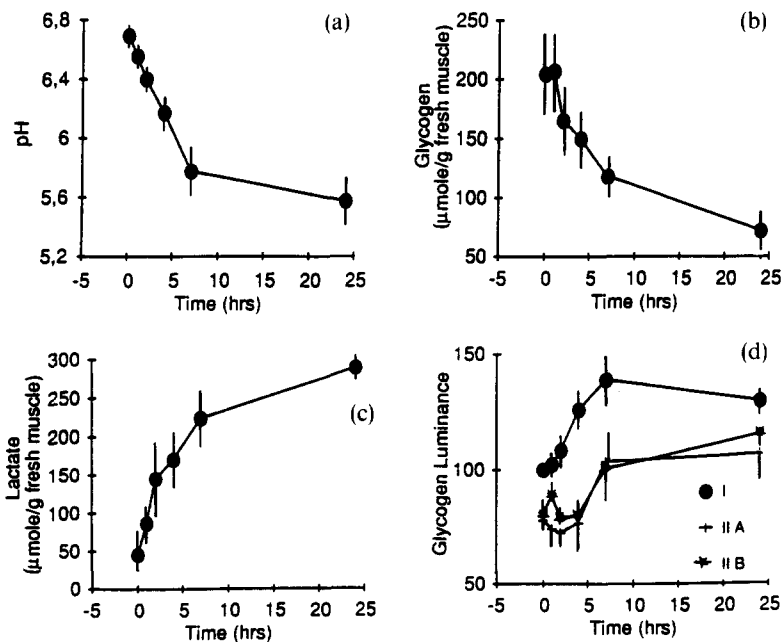 (a)
pH
6,8
6,4
6
5,6
5,2
-5 0 5 10 15 20 25
Time (hrs)
(b)
Glycogen
(μmole/g fresh muscle)
250
200
150
100
50
-5 0 5 10 15 20 25
Time (hrs)
(c)
Lactate
(μmole/g fresh muscle)
300
250
200
150
100
50
0
-5 0 5 10 15 20 25
Time (hrs)
(d)
Glycogen Luminance
150
100
50
I
II A
II B
-5 0 5 10 15 20 25
Time (hrs)